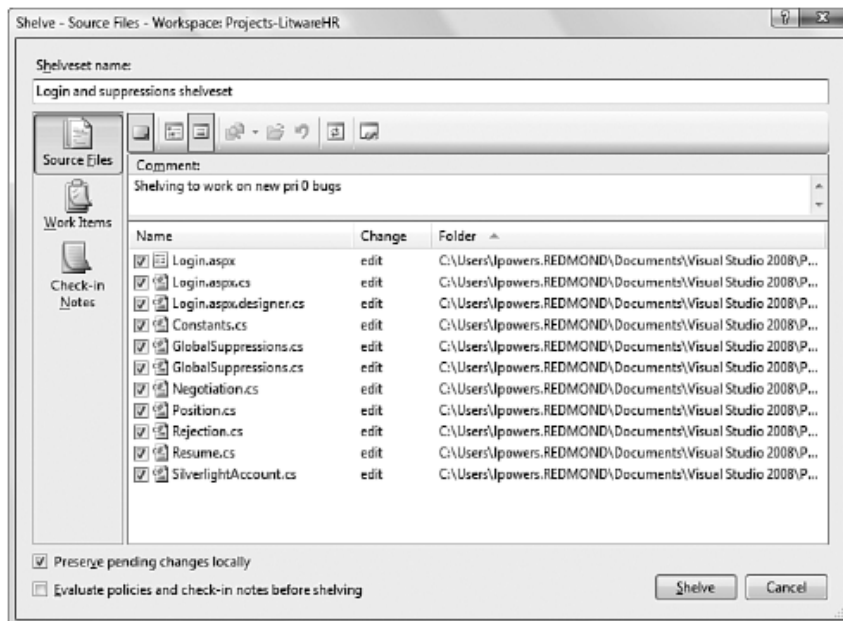 Shelve - Source Files - Workspace: Projects-LitwareHR
Shelveset name:
Login and suppressions shelveset
Source Files
Work Items
Check-in
Notes
Comment:
Shelving to work on new pri 0 bugs
Name Change Folder
Login.aspx edit C:\Users\lpowers.REDMOND\Documents\Visual Studio 2008\P...
Login.aspx.cs edit C:\Users\lpowers.REDMOND\Documents\Visual Studio 2008\P...
Login.aspx.designer.cs edit C:\Users\lpowers.REDMOND\Documents\Visual Studio 2008\P...
Constants.cs edit C:\Users\lpowers.REDMOND\Documents\Visual Studio 2008\P...
GlobalSuppressions.cs edit C:\Users\lpowers.REDMOND\Documents\Visual Studio 2008\P...
GlobalSuppressions.cs edit C:\Users\lpowers.REDMOND\Documents\Visual Studio 2008\P...
Negotiation.cs edit C:\Users\lpowers.REDMOND\Documents\Visual Studio 2008\P...
Position.cs edit C:\Users\lpowers.REDMOND\Documents\Visual Studio 2008\P...
Rejection.cs edit C:\Users\lpowers.REDMOND\Documents\Visual Studio 2008\P...
Resume.cs edit C:\Users\lpowers.REDMOND\Documents\Visual Studio 2008\P...
SilverlightAccount.cs edit C:\Users\lpowers.REDMOND\Documents\Visual Studio 2008\P...
Preserve pending changes locally
Evaluate policies and check-in notes before shelving
Shelve Cancel